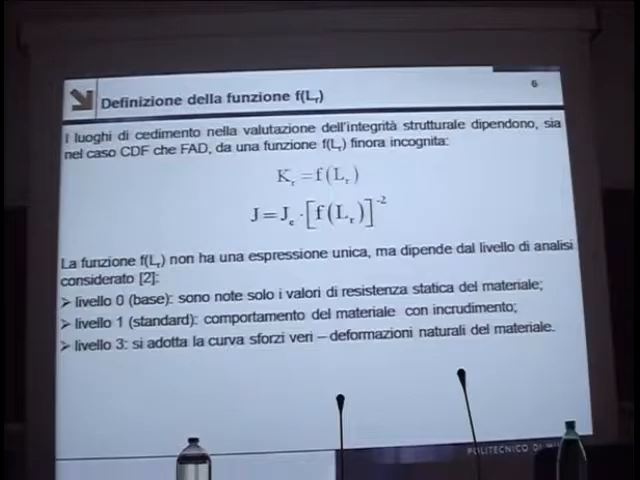 6
Definizione della funzione f(Lr)
I luoghi di cedimento nella valutazione dell'integrità strutturale dipendono, sia
nel caso CDF che FAD, da una funzione f(Lr) finora incognita:
Kr =f(Lr)
J=Je·[f(Lr)]-2
La funzione f(Lr) non ha una espressione unica, ma dipende dal livello di analisi
considerato [2]:
➢ livello 0 (base): sono note solo i valori di resistenza statica del materiale;
➢ livello 1 (standard): comportamento del materiale con incrudimento;
➢ livello 3: si adotta la curva sforzi veri – deformazioni naturali del materiale.
POLITECNICO DI